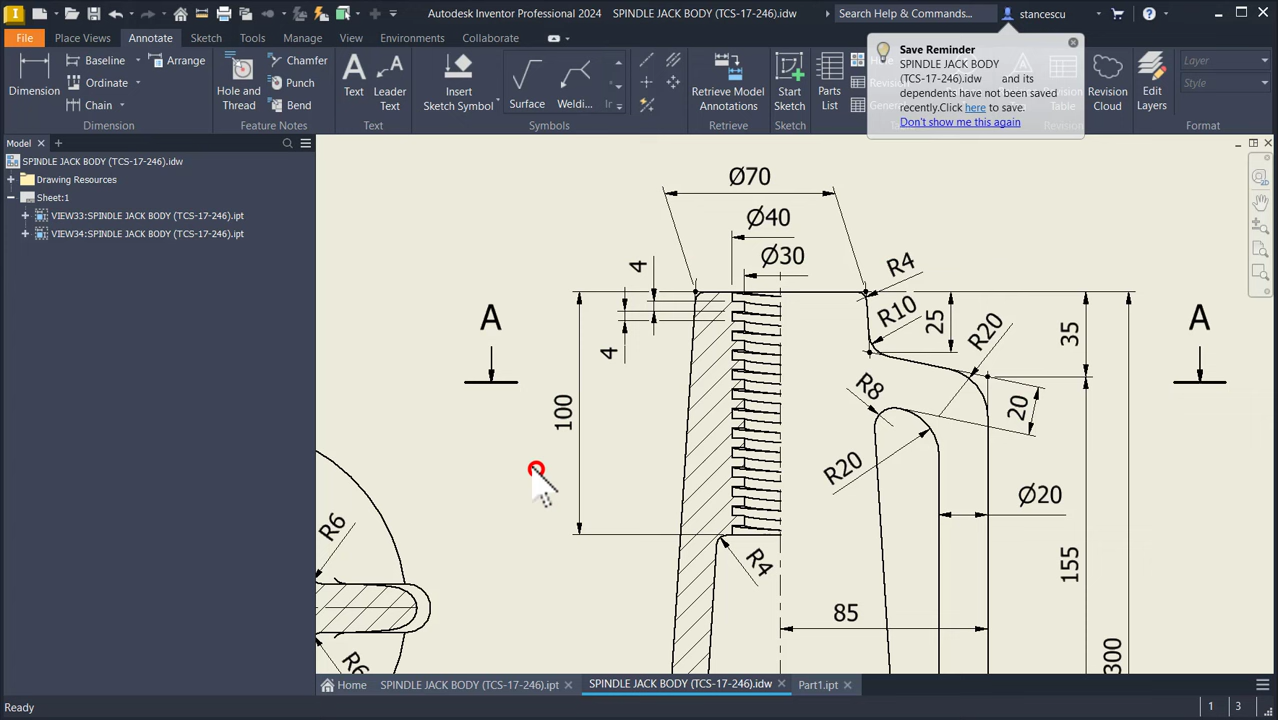 Autodesk Inventor Professional 2024 SPINDLE JACK BODY (TCS-17-246).idw
Search Help & Commands...
stancescu
File Place Views Annotate Sketch Tools Manage View Environments Collaborate
Save Reminder
SPINDLE JACK BODY
(TCS-17-246).idw and its
dependents have not been saved
recently.Click here to save.
Don't show me this again
Dimension
Baseline
Ordinate
Chain
Arrange
Dimension
Hole and
Thread
Chamfer
Punch
Bend
Feature Notes
Text
Leader
Text
Text
Insert
Sketch Symbol
Surface
Weldi...
Symbols
Retrieve Model
Annotations
Retrieve
Start
Sketch
Sketch
Parts
List
Revision
Cloud
Edit
Layers
Layer
Style
Format
Model
SPINDLE JACK BODY (TCS-17-246).idw
Drawing Resources
Sheet:1
VIEW33:SPINDLE JACK BODY (TCS-17-246).ipt
VIEW34:SPINDLE JACK BODY (TCS-17-246).ipt
Ø70
Ø40
Ø30
4
R4
R10
25
R20
35
A
A
4
R8
20
100
R20
Ø20
R6
R4
155
85
R6
300
Home SPINDLE JACK BODY (TCS-17-246).ipt SPINDLE JACK BODY (TCS-17-246).idw Part1.ipt
Ready
1 3